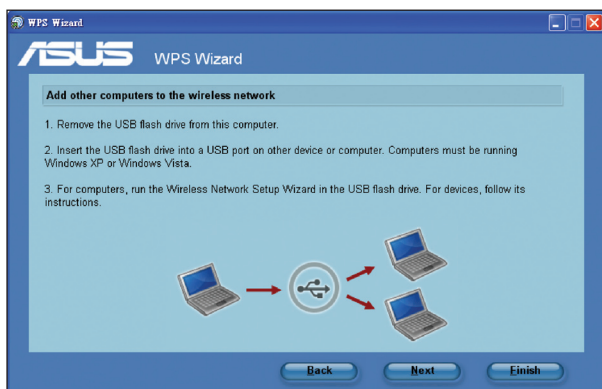 WPS Wizard
ASUS WPS Wizard
Add other computers to the wireless network
1. Remove the USB flash drive from this computer.
2. Insert the USB flash drive into a USB port on other device or computer. Computers must be running
Windows XP or Windows Vista.
3. For computers, run the Wireless Network Setup Wizard in the USB flash drive. For devices, follow its
instructions.
Back Next Finish